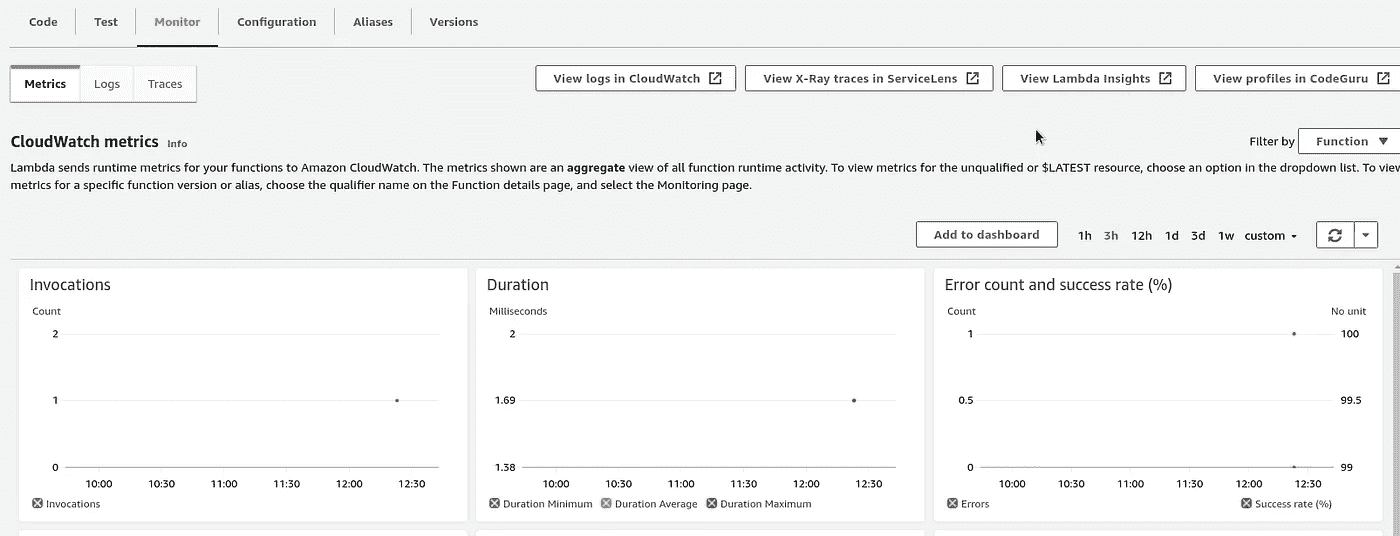 Code Test Monitor Configuration Aliases Versions
Metrics Logs Traces View logs in CloudWatch View X-Ray traces in ServiceLens View Lambda Insights View profiles in CodeGuru
CloudWatch metrics Info Filter by Function
Lambda sends runtime metrics for your functions to Amazon CloudWatch. The metrics shown are an aggregate view of all function runtime activity. To view metrics for the unqualified or $LATEST resource, choose an option in the dropdown list. To view
metrics for a specific function version or alias, choose the qualifier name on the Function details page, and select the Monitoring page.
Add to dashboard 1h 3h 12h 1d 3d 1w custom
Invocations
Count
2
1
0
10:00 10:30 11:00 11:30 12:00 12:30
Invocations
Duration
Milliseconds
2
1.69
1.38
10:00 10:30 11:00 11:30 12:00 12:30
Duration Minimum Duration Average Duration Maximum
Error count and success rate (%)
Count No unit
1 100
0.5 99.5
0 99
10:00 10:30 11:00 11:30 12:00 12:30
Errors Success rate (%)